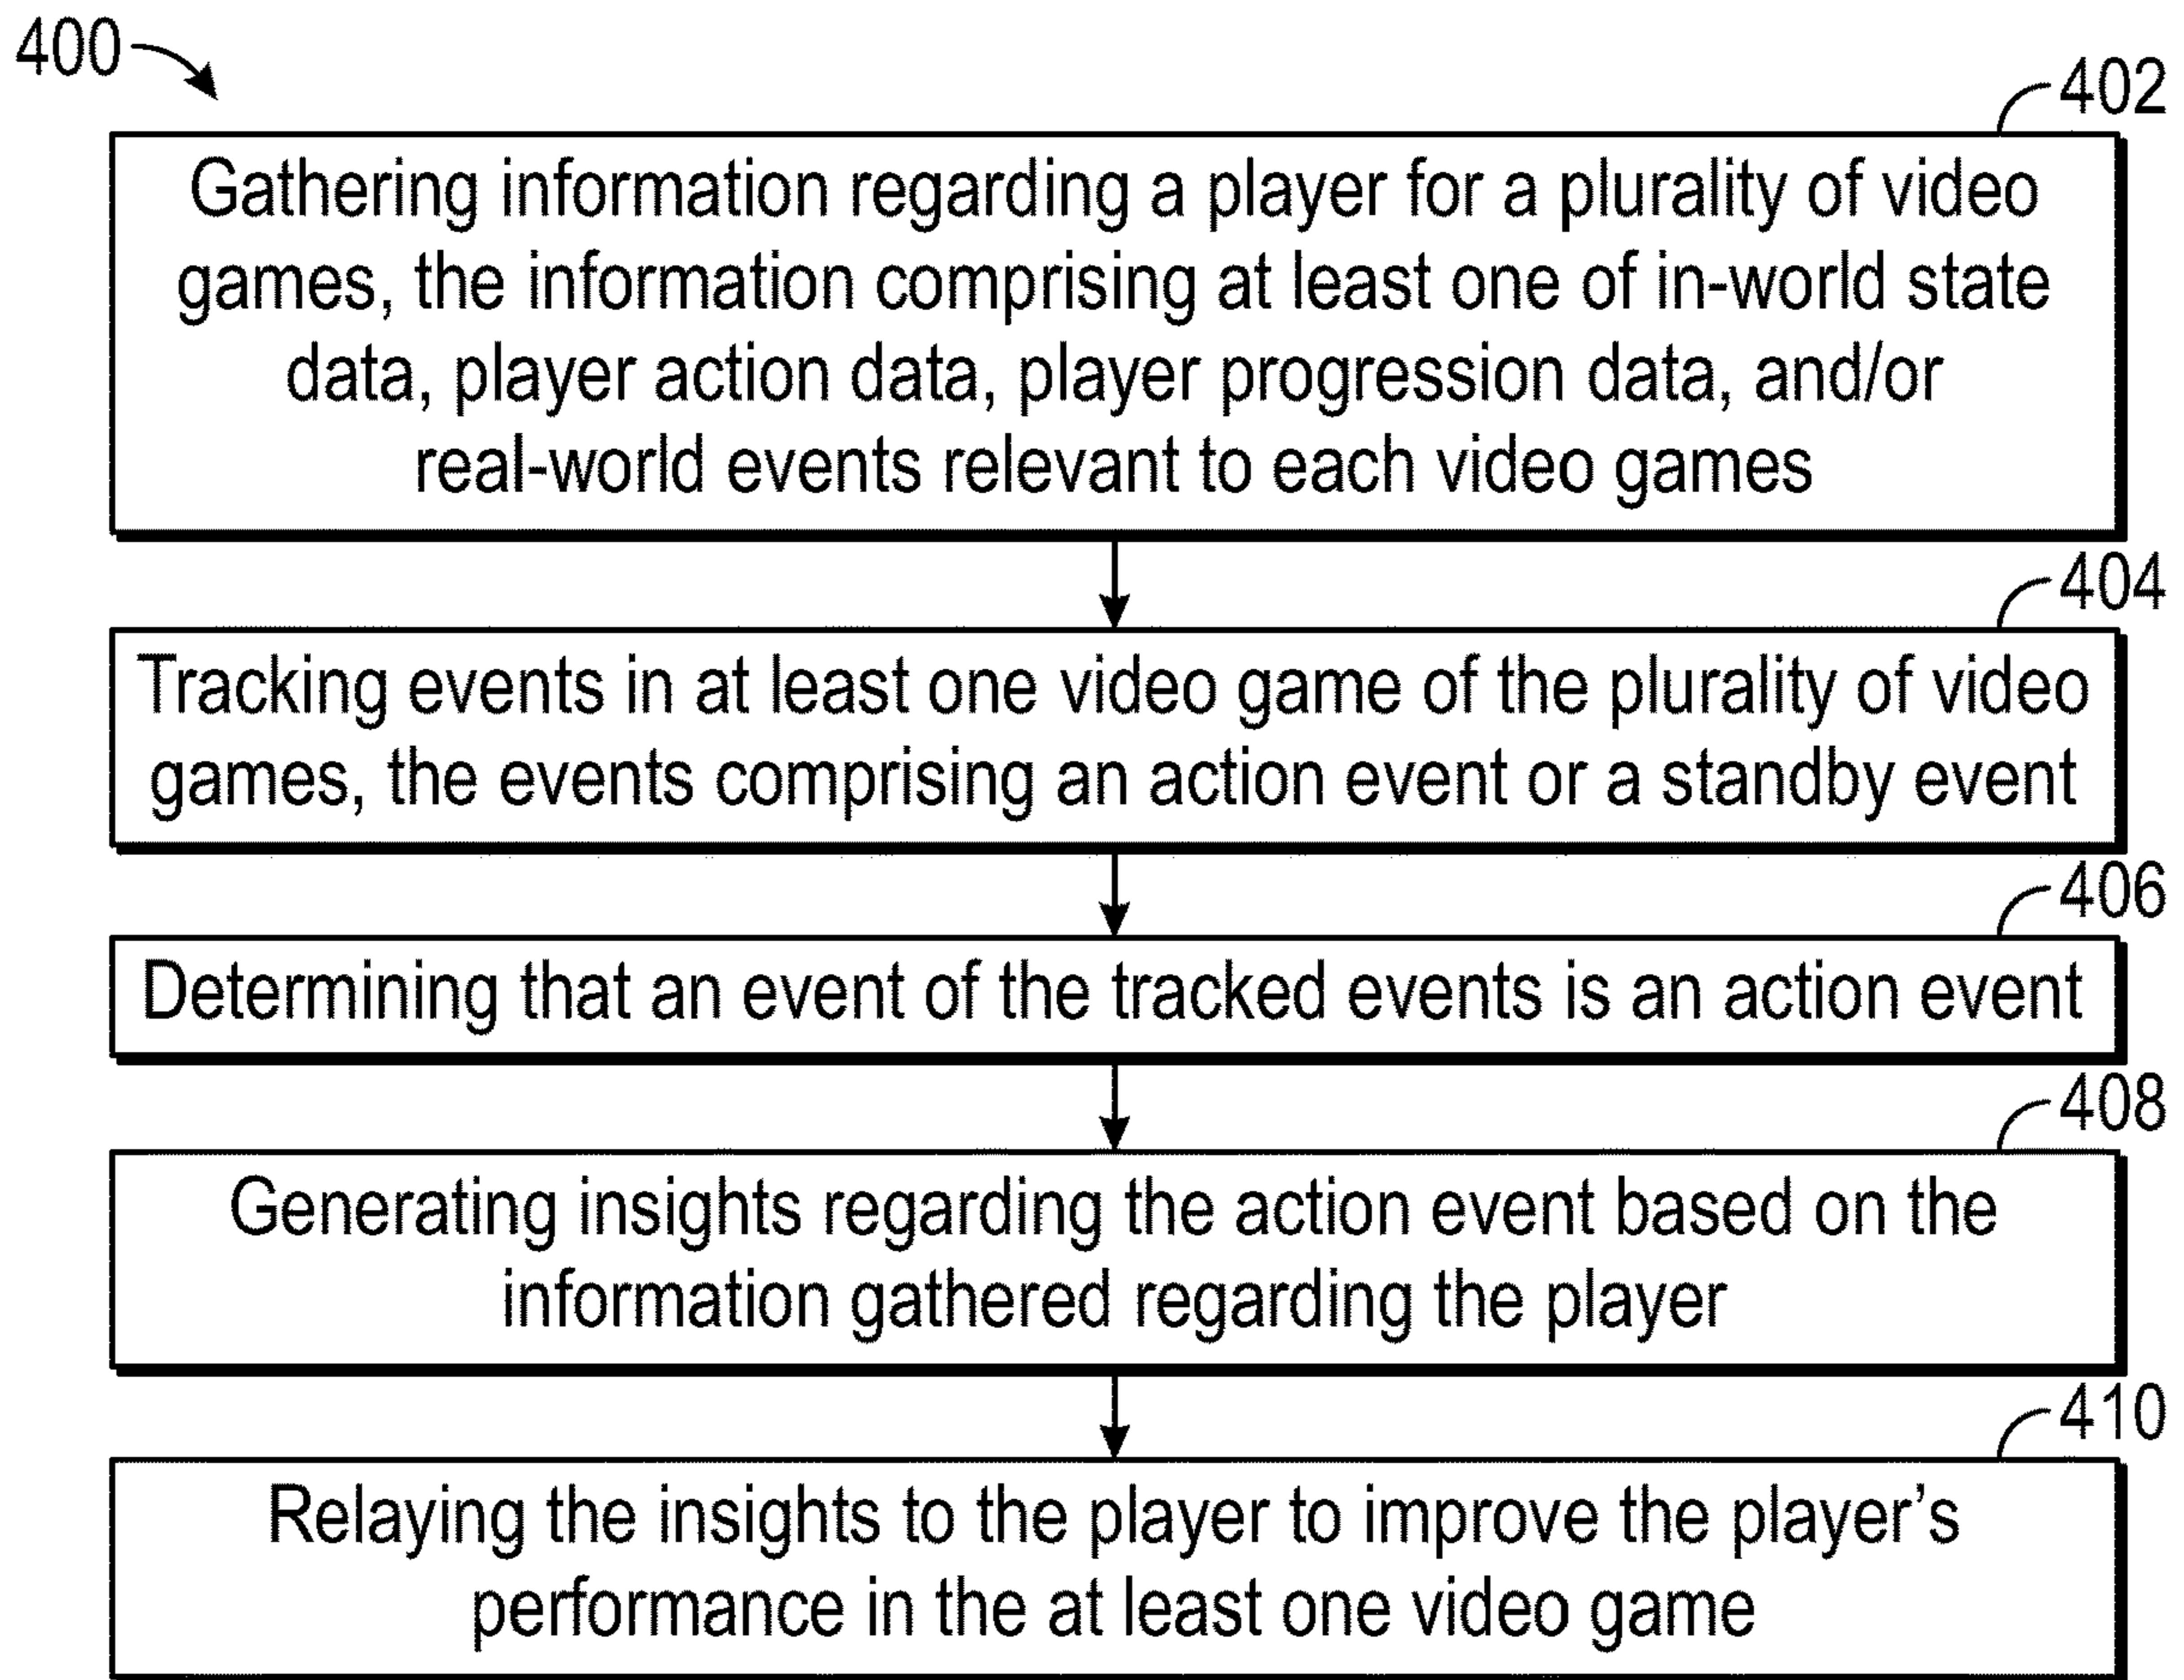 400
402
Gathering information regarding a player for a plurality of video
games, the information comprising at least one of in-world state
data, player action data, player progression data, and/or
real-world events relevant to each video games
404
Tracking events in at least one video game of the plurality of video
games, the events comprising an action event or a standby event
406
Determining that an event of the tracked events is an action event
408
Generating insights regarding the action event based on the
information gathered regarding the player
410
Relaying the insights to the player to improve the player’s
performance in the at least one video game